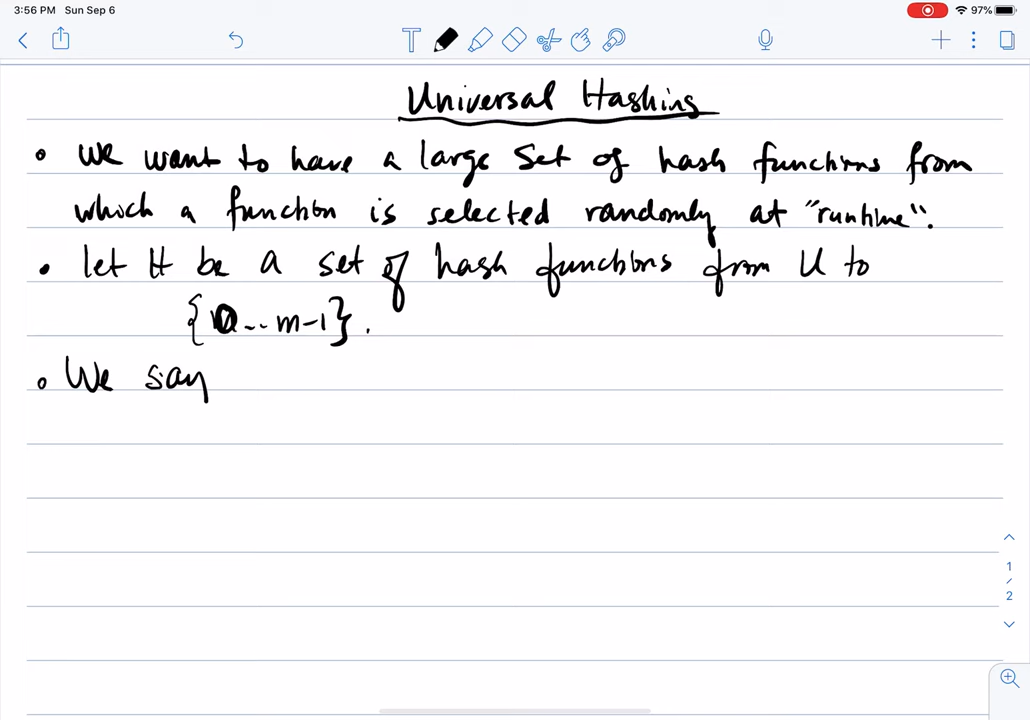 3:56 PM Sun Sep 6
97%
T
Universal Hashing
• We want to have a large set of hash functions from
which a function is selected randomly at "runtime".
• let H be a set of hash functions from U to
{0...m-1}.
• We say
1
/
2